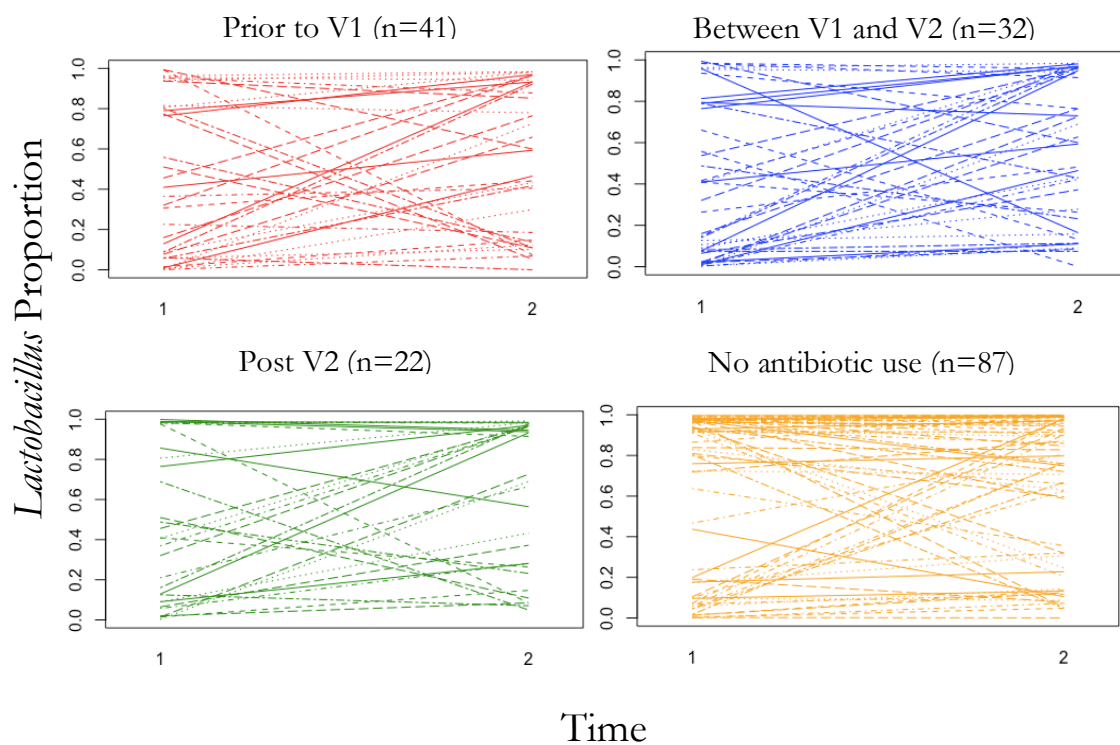 Prior to V1 (n=41)
Between V1 and V2 (n=32)
0.0 0.2 0.4 0.6 0.8 1.0
0.0 0.2 0.4 0.6 0.8 1.0
1 2
1 2
Lactobacillus Proportion
Post V2 (n=22)
No antibiotic use (n=87)
0.0 0.2 0.4 0.6 0.8 1.0
0.0 0.2 0.4 0.6 0.8 1.0
1 2
1 2
Time